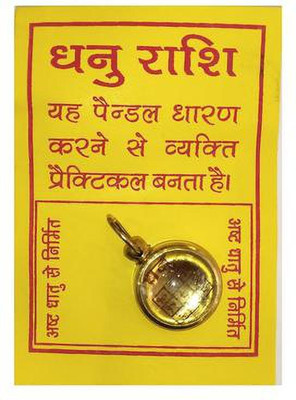 धनु राशि
यह पैन्डल धारण
करने से व्यक्ति
प्रैक्टिकल बनता है।
अष्ट धातु से निर्मित
अष्ट धातु से निर्मित